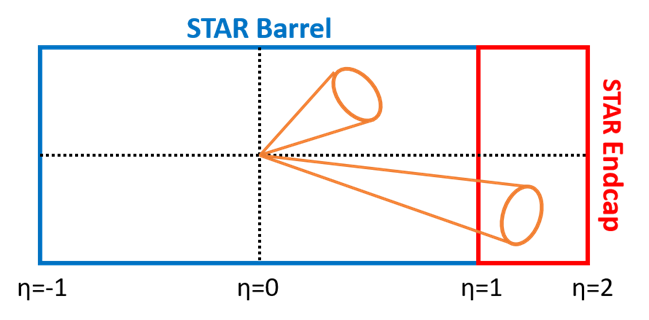 STAR Barrel
STAR Endcap
η=-1
η=0
η=1
η=2